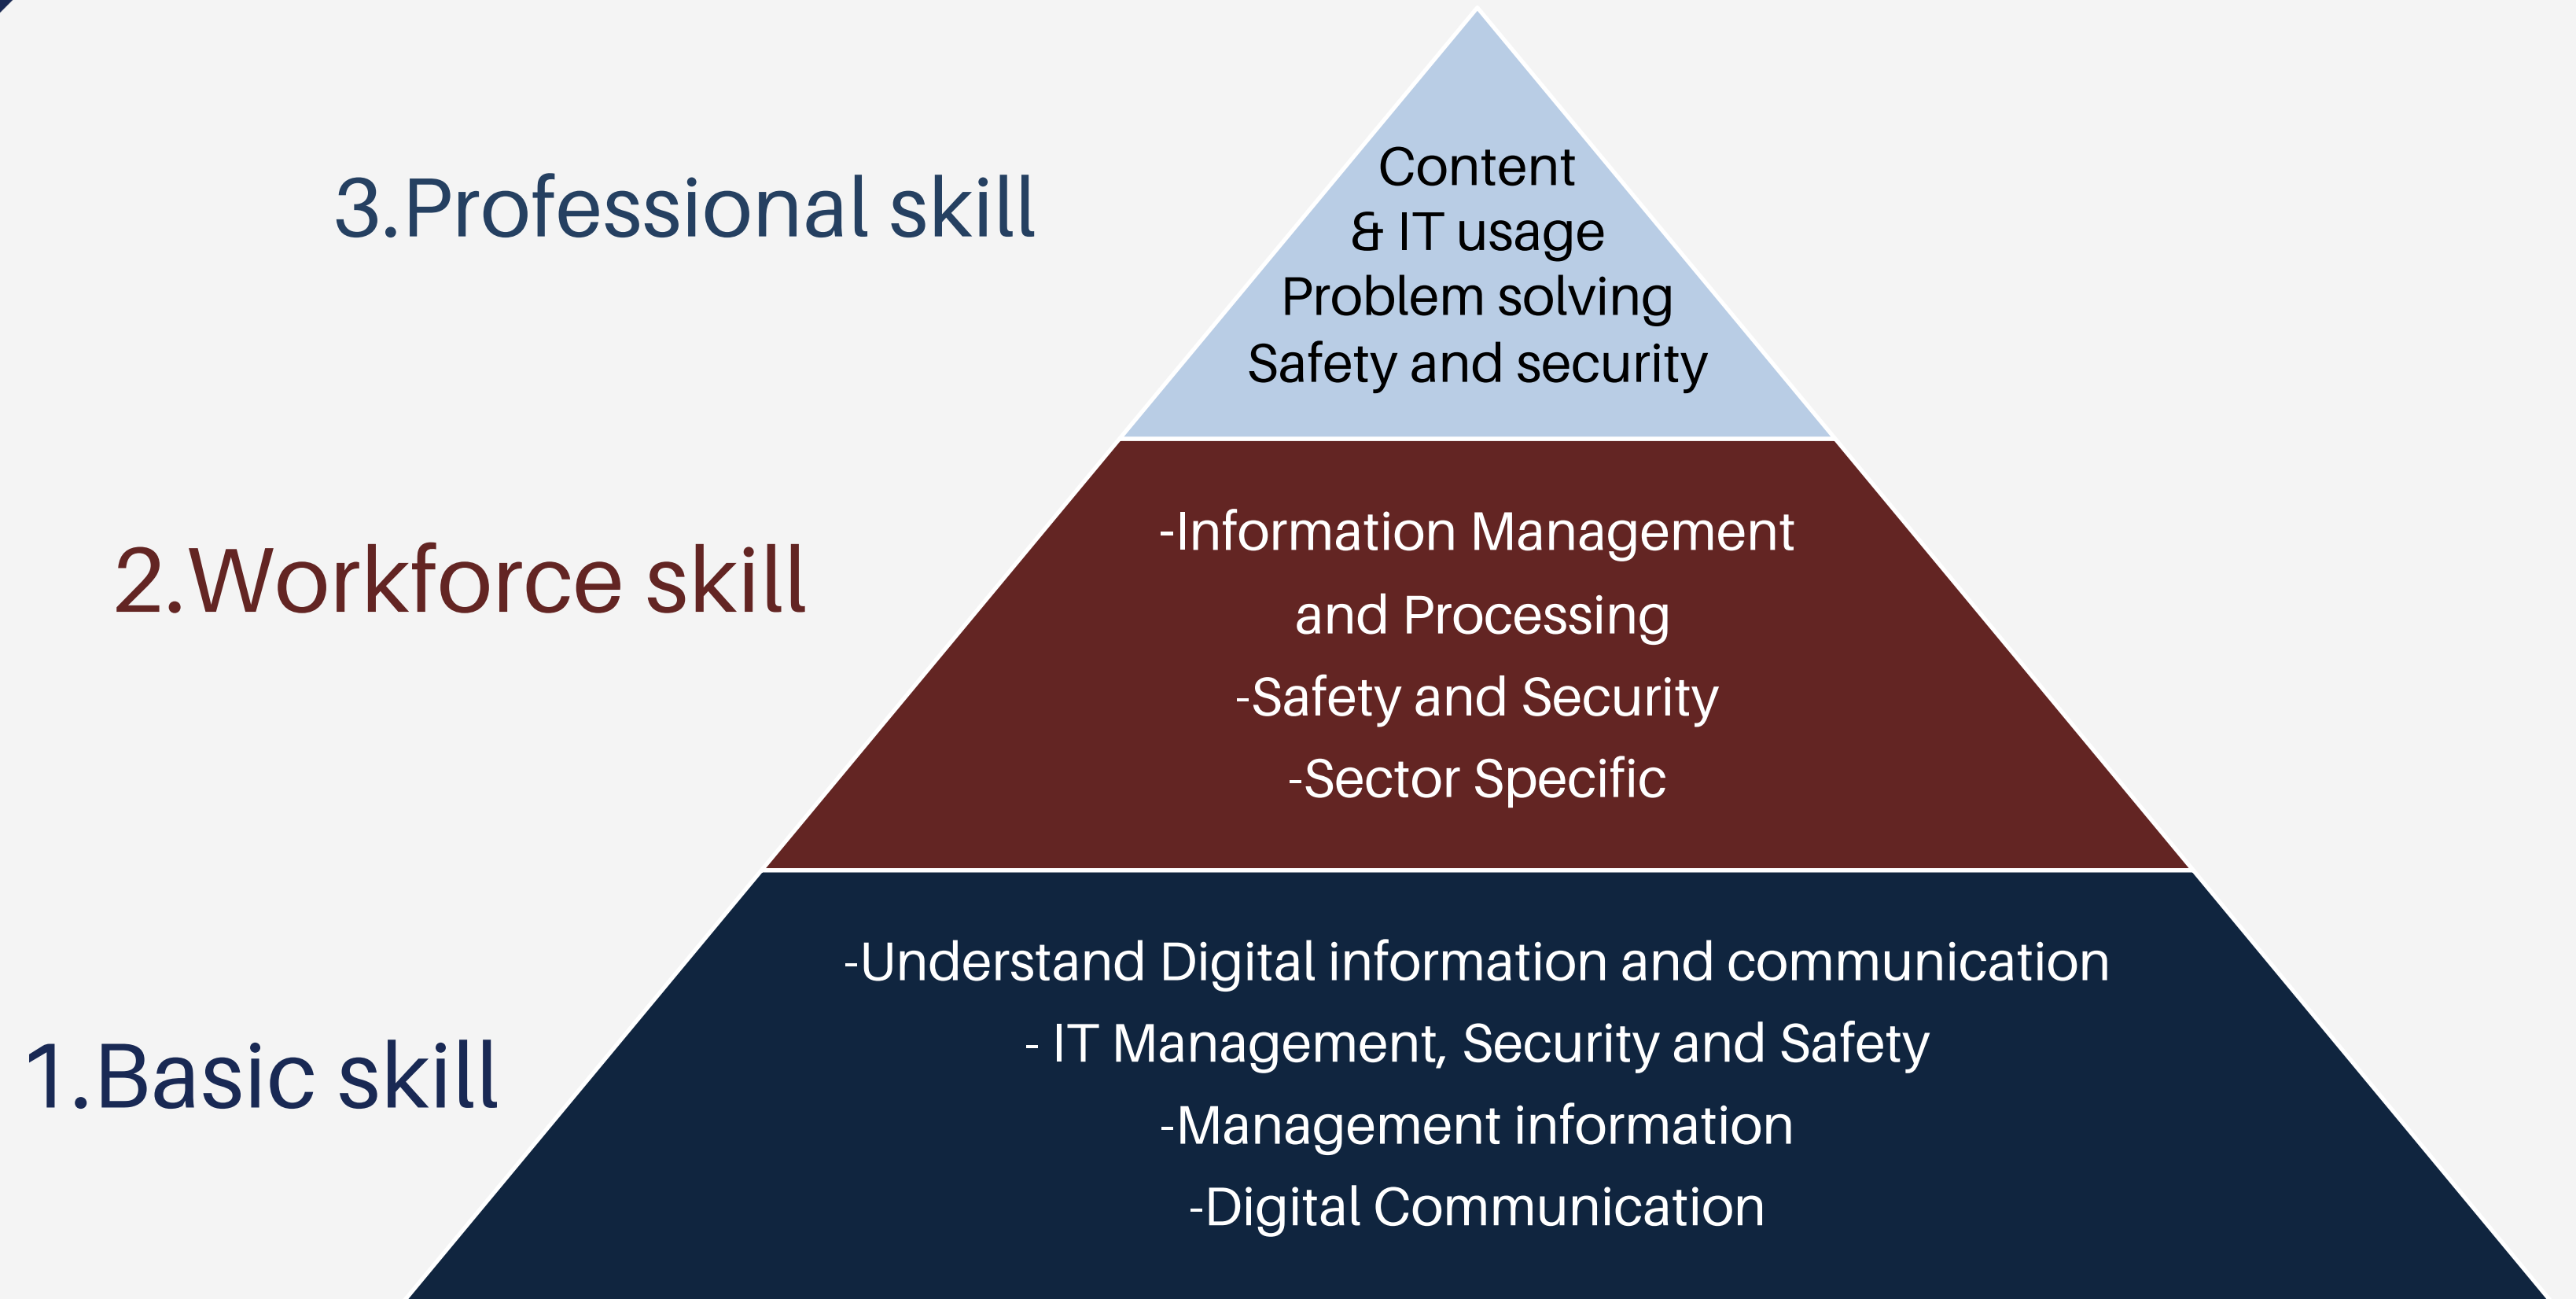 3.Professional skill
Content
& IT usage
Problem solving
Safety and security
2.Workforce skill
-Information Management
and Processing
-Safety and Security
-Sector Specific
1.Basic skill
-Understand Digital information and communication
- IT Management, Security and Safety
-Management information
-Digital Communication